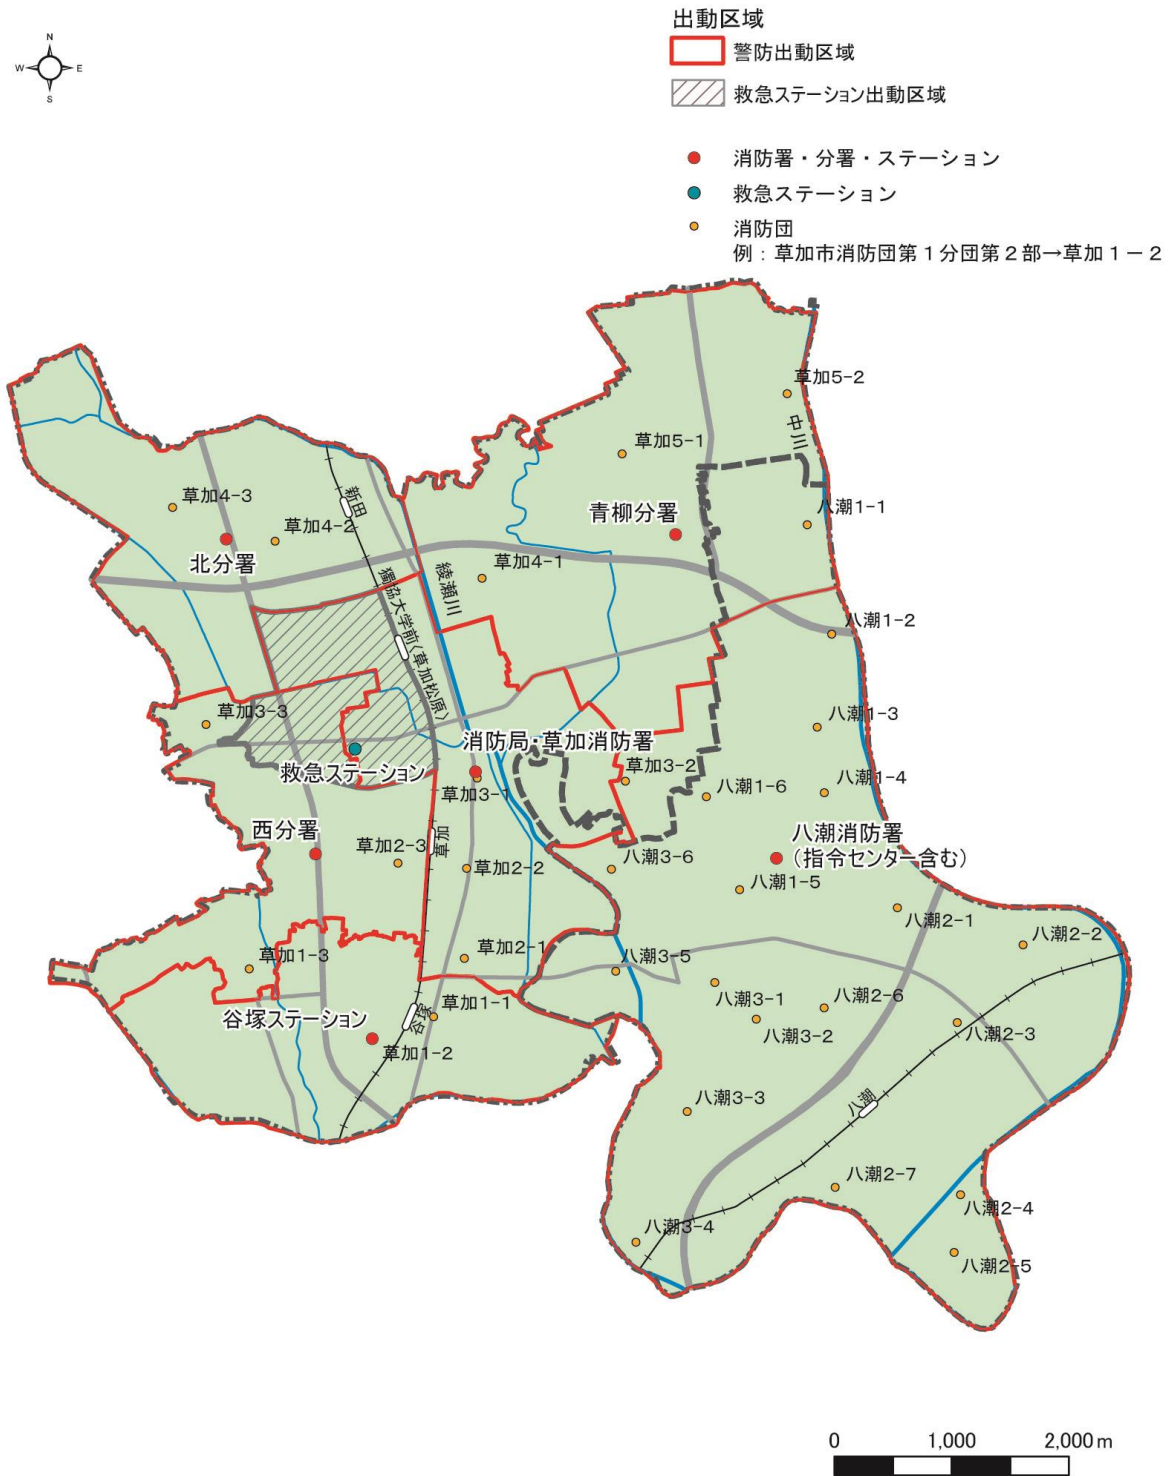 出動区域
警防出動区域
救急ステーション出動区域
消防署・分署・ステーション
救急ステーション
消防団
例：草加市消防団第１分団第２部→草加１－２
N
W
E
S
草加5-2
中川
草加5-1
草加4-3
新田
青柳分署
八潮1-1
草加4-2
北分署
綾瀬川
草加4-1
獨協大学前〈草加松原〉
八潮1-2
草加3-3
八潮1-3
消防局・草加消防署
救急ステーション
草加3-2
八潮1-6
八潮1-4
草加3-1
西分署
草加
八潮消防署
（指令センター含む）
草加2-3
草加2-2
八潮3-6
八潮1-5
八潮2-1
八潮2-2
草加2-1
草加1-3
八潮3-5
八潮3-1
八潮2-6
草加1-1
谷塚ステーション
谷塚
八潮3-2
八潮2-3
草加1-2
八潮3-3
八潮
八潮2-7
八潮2-4
八潮3-4
八潮2-5
0
1,000
2,000m